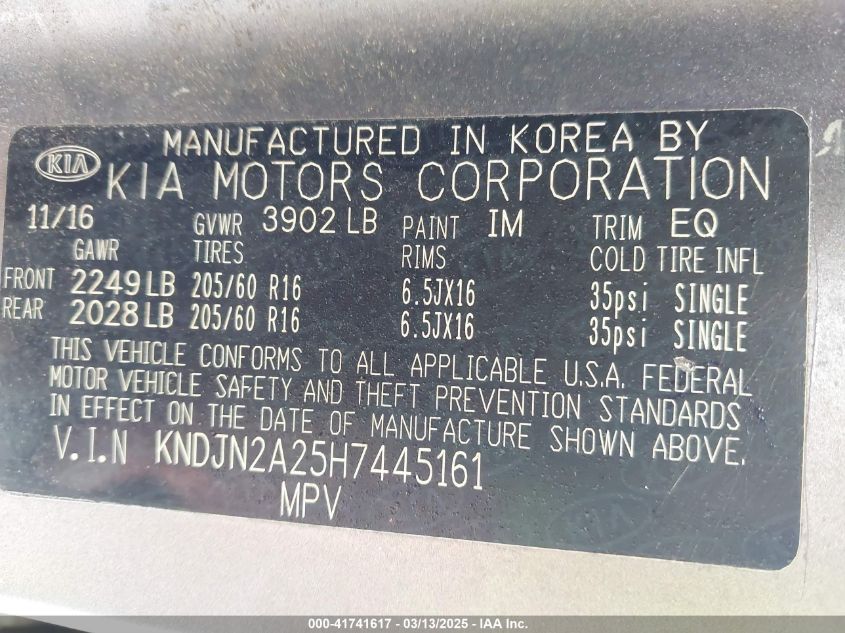 MANUFACTURED IN KOREA BY
KIA KIA MOTORS CORPORATION
11/16 GVWR 3902 LB PAINT IM TRIM EQ
GAWR TIRES RIMS COLD TIRE INFL
FRONT 2249 LB 205/60 R16 6.5JX16 35psi SINGLE
REAR 2028 LB 205/60 R16 6.5JX16 35psi SINGLE
THIS VEHICLE CONFORMS TO ALL APPLICABLE U.S.A. FEDERAL
MOTOR VEHICLE SAFETY AND THEFT PREVENTION STANDARDS
IN EFFECT ON THE DATE OF MANUFACTURE SHOWN ABOVE.
V.I.N KNDJN2A25H7445161
MPV
KIA
000-41741617 - 03/13/2025 - IAA Inc.